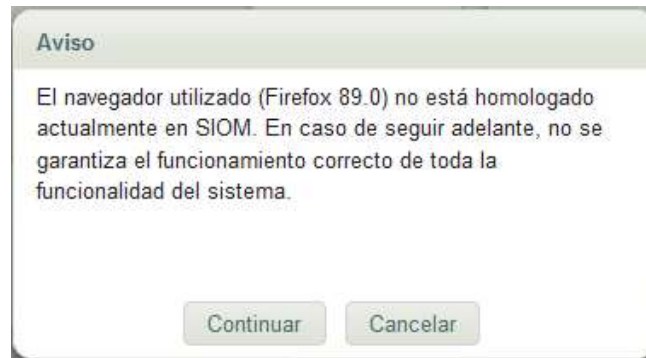 Aviso
El navegador utilizado (Firefox 89.0) no está homologado
actualmente en SIOM. En caso de seguir adelante, no se
garantiza el funcionamiento correcto de toda la
funcionalidad del sistema.
Continuar Cancelar